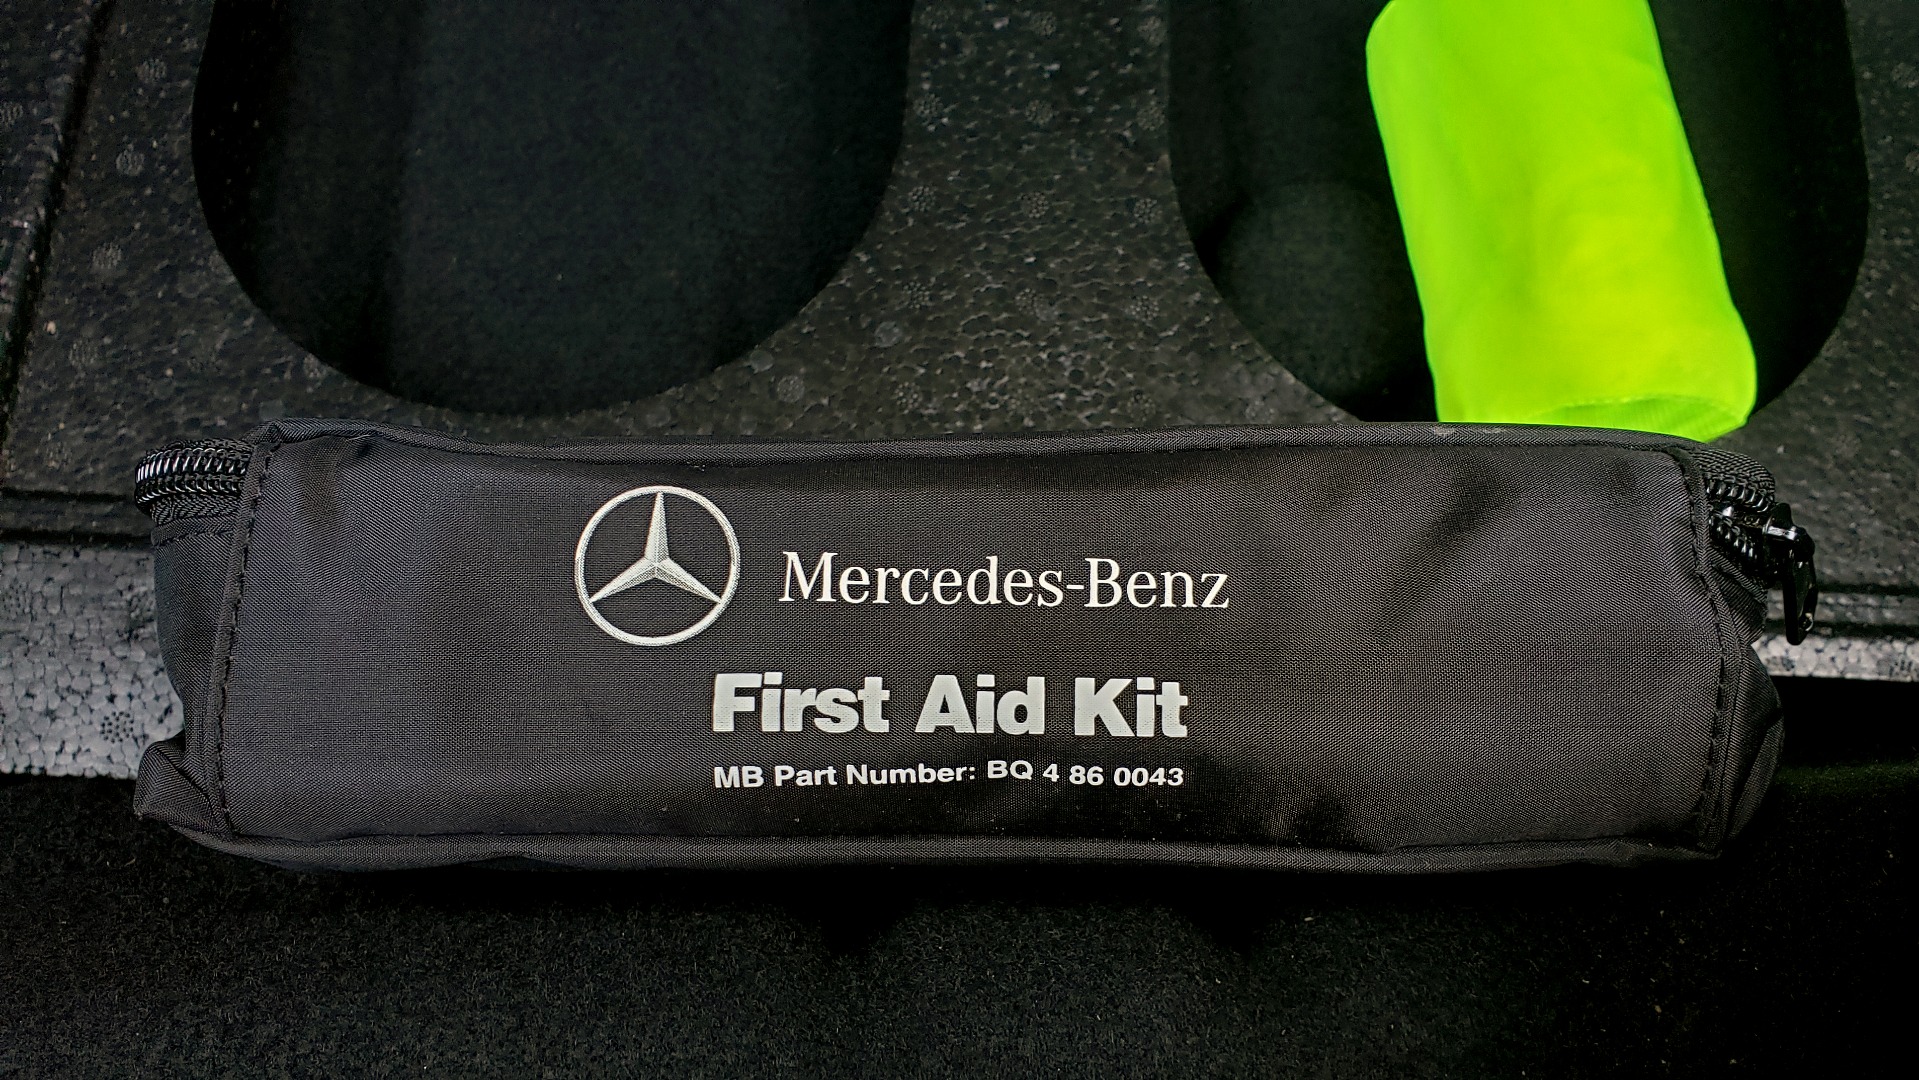 Mercedes-Benz
First Aid Kit
MB Part Number: BQ 4 86 0043